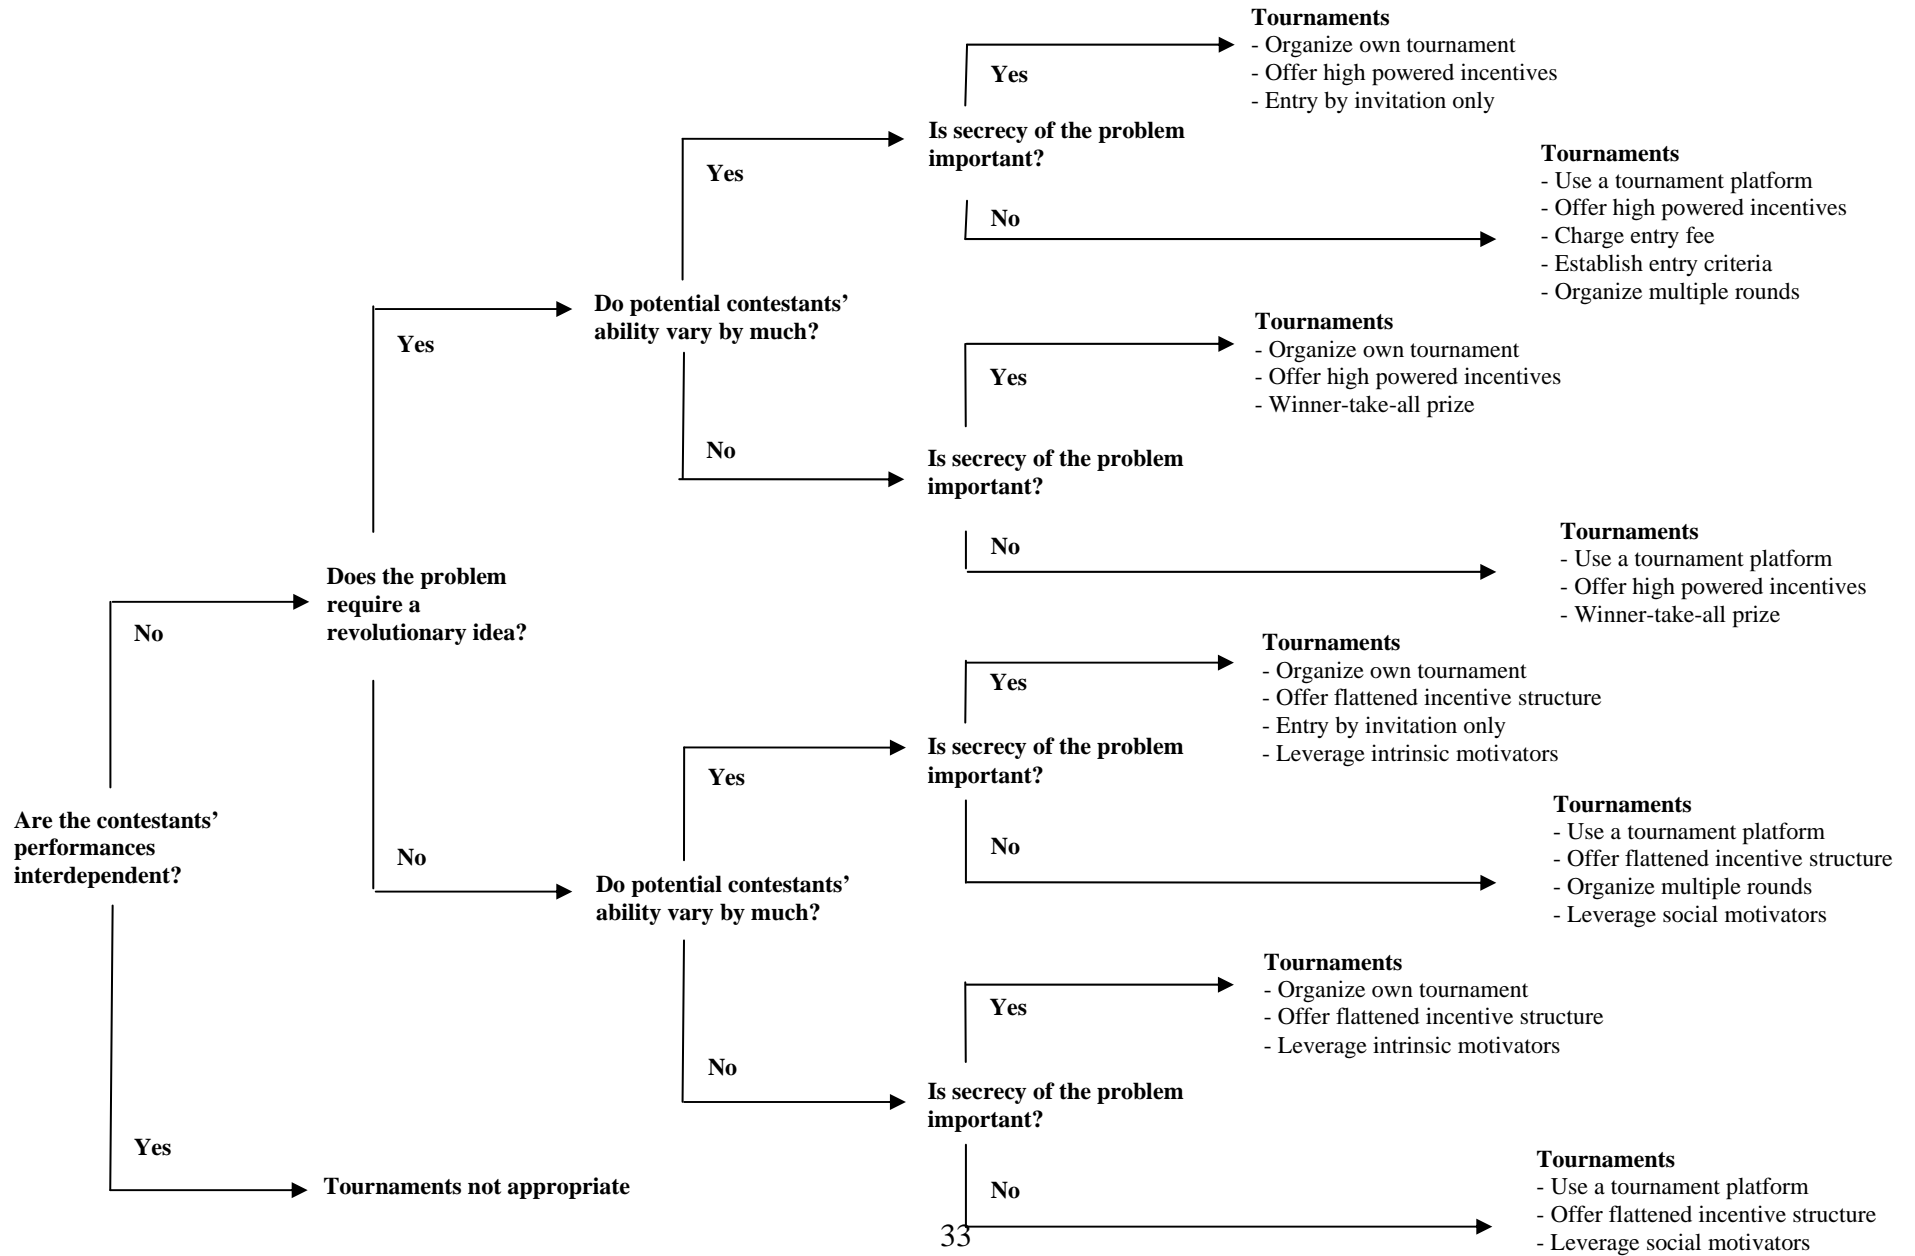 Tournaments
- Organize own tournament
- Offer high powered incentives
- Entry by invitation only
Yes
Is secrecy of the problem
important?
Yes
No
Tournaments
- Use a tournament platform
- Offer high powered incentives
- Charge entry fee
- Establish entry criteria
- Organize multiple rounds
Do potential contestants’
ability vary by much?
Yes
Tournaments
- Organize own tournament
- Offer high powered incentives
- Winner-take-all prize
Yes
No
Is secrecy of the problem
important?
No
Tournaments
- Use a tournament platform
- Offer high powered incentives
- Winner-take-all prize
Does the problem
require a
revolutionary idea?
No
Tournaments
- Organize own tournament
- Offer flattened incentive structure
- Entry by invitation only
- Leverage intrinsic motivators
Yes
Is secrecy of the problem
important?
Yes
No
Tournaments
- Use a tournament platform
- Offer flattened incentive structure
- Organize multiple rounds
- Leverage social motivators
Are the contestants’
performances
interdependent?
No
Do potential contestants’
ability vary by much?
Tournaments
- Organize own tournament
- Offer flattened incentive structure
- Leverage intrinsic motivators
Yes
No
Is secrecy of the problem
important?
Yes
Tournaments not appropriate
No
Tournaments
- Use a tournament platform
- Offer flattened incentive structure
- Leverage social motivators
33